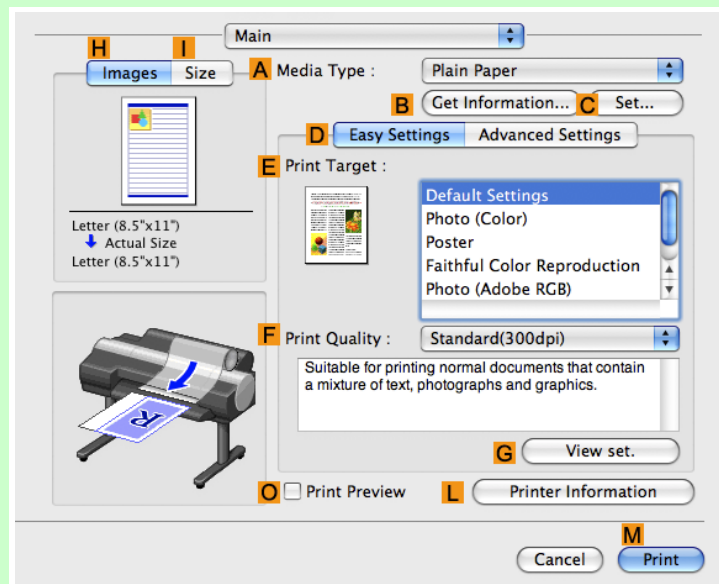 Main
H
I
Images Size
A Media Type : Plain Paper
B Get Information... C Set...
D Easy Settings Advanced Settings
E Print Target :
Default Settings
Photo (Color)
Poster
Faithful Color Reproduction
Photo (Adobe RGB)
Letter (8.5"x11")
Actual Size
Letter (8.5"x11")
F Print Quality : Standard(300dpi)
Suitable for printing normal documents that contain
a mixture of text, photographs and graphics.
R
G View set.
O Print Preview
L Printer Information
M
Cancel Print